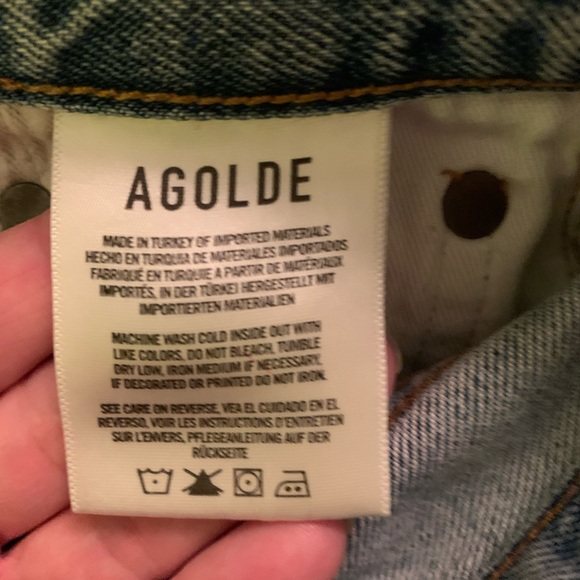 AGOLDE
MADE IN TURKEY OF IMPORTED MATERIALS
HECHO EN TURQUIA DE MATERIALES IMPORTADOS
FABRIQUÉ EN TURQUIE A PARTIR DE MATÉRIAUX
IMPORTÉS, IN DER TÜRKEI HERGESTELLT MIT
IMPORTIERTEN MATERIALIEN
MACHINE WASH COLD INSIDE OUT WITH
LIKE COLORS, DO NOT BLEACH, TUMBLE
DRY LOW, IRON MEDIUM IF NECESSARY.
IF DECORATED OR PRINTED DO NOT IRON.
SEE CARE ON REVERSE, VEA EL CUIDADO EN EL
REVERSO, VOIR LES INSTRUCTIONS D'ENTRETIEN
SUR L'ENVERS, PFLEGEANLEITUNG AUF DER
RÜCKSEITE